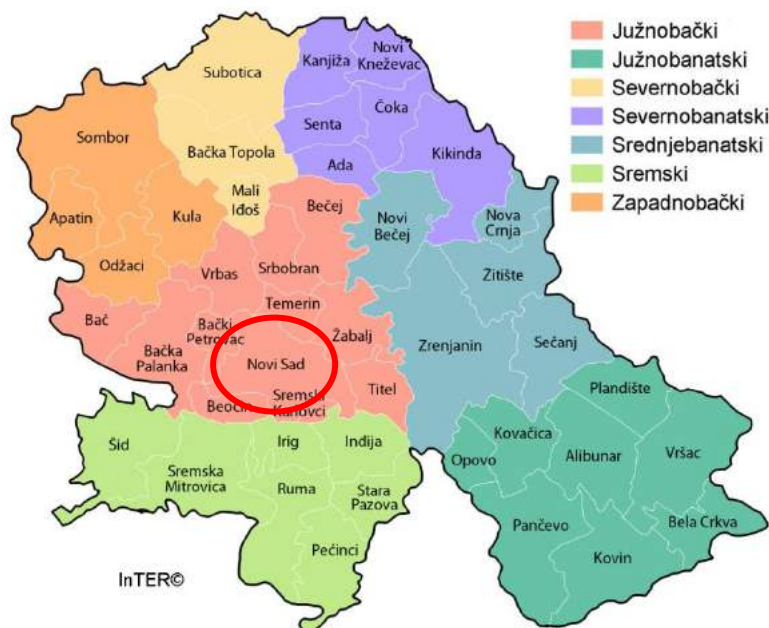 Južnobački
Južnobanatski
Severnobački
Severnobanatski
Srednjebanatski
Sremski
Zapadnobački
Subotica
Kanjiža
Novi
Kneževac
Čoka
Senta
Sombor
Bačka Topola
Ada
Kikinda
Mali
Iđoš
Bečej
Apatin
Kula
Novi
Bečej
Nova
Crnja
Odžaci
Vrbas
Srbobran
Žitište
Temerin
Bač
Bački
Petrovac
Žabalj
Bačka
Palanka
Novi Sad
Zrenjanin
Sečanj
Titel
Beočin
Sremski
Karlovci
Plandište
Šid
Irig
Inđija
Kovačica
Opovo
Alibunar
Vršac
Sremska
Mitrovica
Ruma
Stara
Pazova
Pančevo
Bela Crkva
Pećinci
Kovin
InTER©